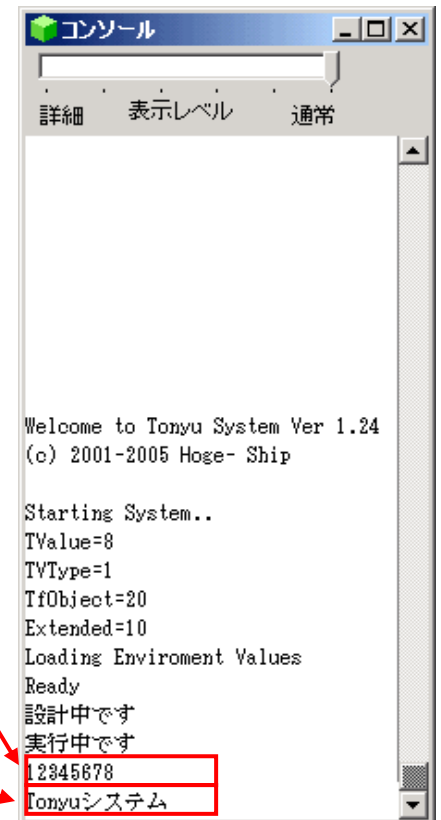 コンソール
詳細 表示レベル 通常
Welcome to Tonyu System Ver 1.24
(c) 2001-2005 Hoge- Ship
Starting System..
TValue=8
TVType=1
TfObject=20
Extended=10
Loading Enviroment Values
Ready
設計中です
実行中です
12345678
Tonyuシステム